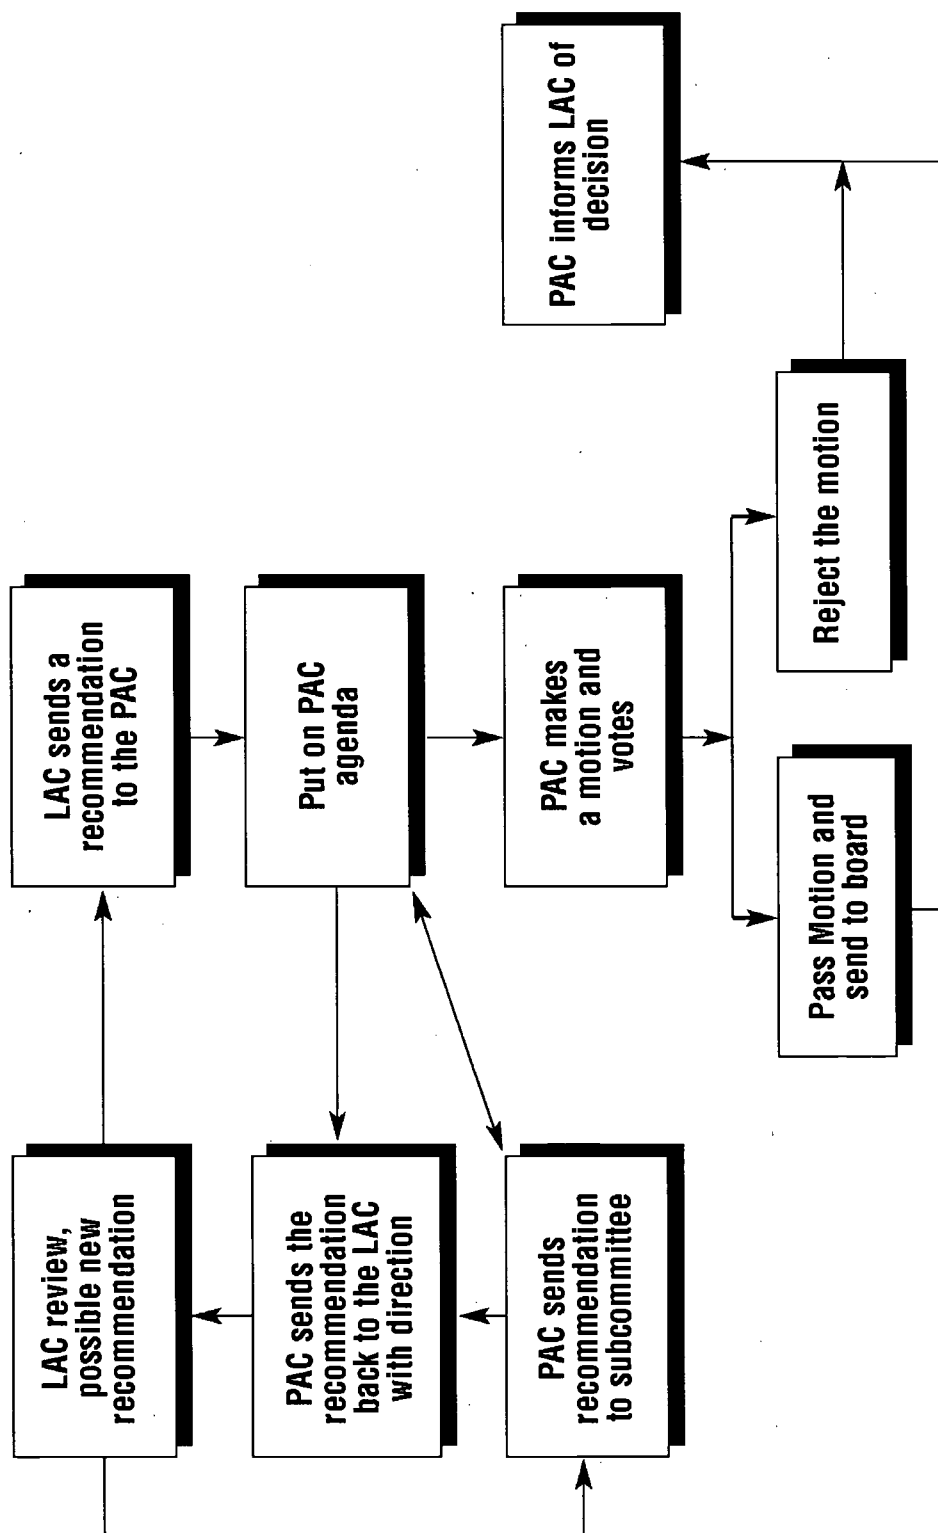 LAC review,
possible new
recommendation
LAC sends a
recommendation
to the PAC
PAC sends the
recommendation
back to the LAC
with direction
Put on PAC
agenda
PAC sends
recommendation
to subcommittee
PAC makes
a motion and
votes
PAC informs LAC of
decision
Pass Motion and
send to board
Reject the motion